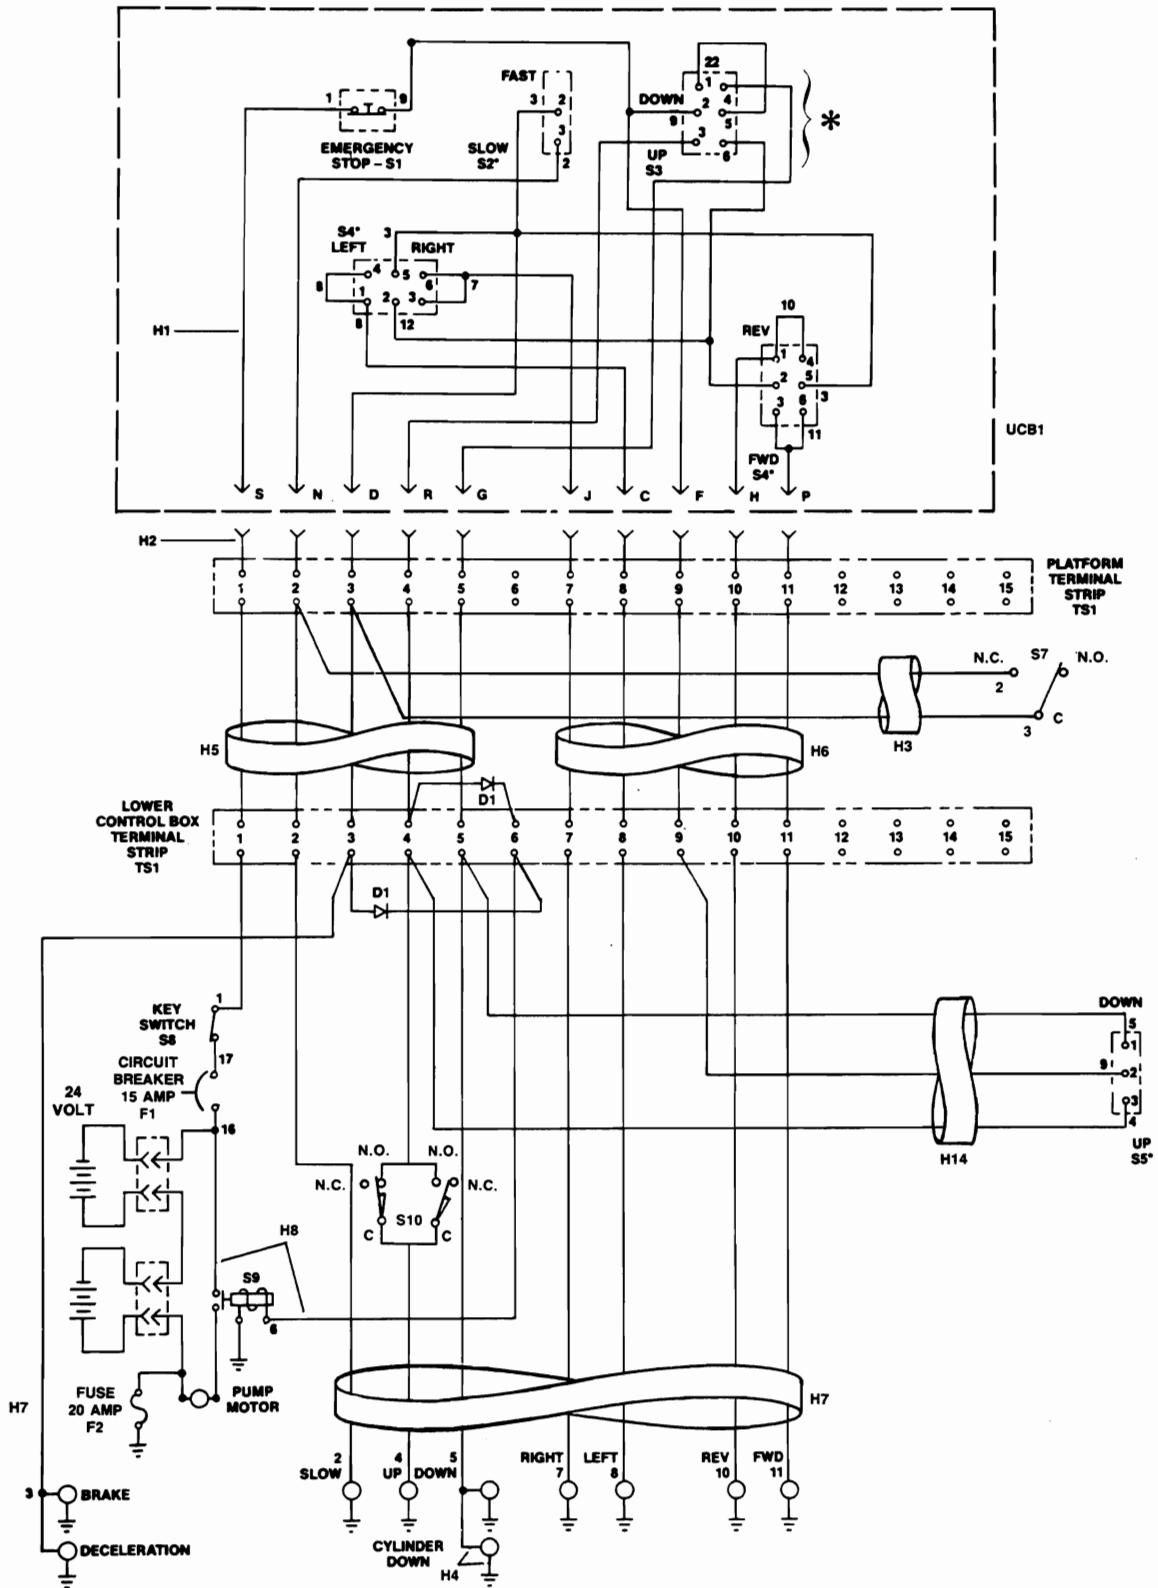 22
FAST
1
9
3
2
3
2
DOWN
9
1
2
3
4
5
6
*
EMERGENCY
STOP – S1
SLOW
S2*
UP
S3
S4*
LEFT
3
RIGHT
8
4
5
6
7
1
2
3
8
12
H1
10
REV
1
4
2
5
3
3
6
11
FWD
S4*
UCB1
S
N
D
R
G
J
C
F
H
P
H2
1
2
3
4
5
6
7
8
9
10
11
12
13
14
15
PLATFORM
TERMINAL
STRIP
TS1
N.C.
S7
N.O.
2
3
C
H3
H5
H6
D1
LOWER
CONTROL BOX
TERMINAL
STRIP
TS1
1
2
3
4
5
6
7
8
9
10
11
12
13
14
15
D1
1
KEY
SWITCH
S8
17
CIRCUIT
BREAKER
15 AMP
F1
24
VOLT
16
DOWN
5
1
9
2
3
4
UP
S5*
H14
N.O.
N.O.
N.C.
N.C.
S10
C
C
H8
S9
6
FUSE
20 AMP
F2
PUMP
MOTOR
H7
H7
2
SLOW
4
UP
5
DOWN
RIGHT
7
LEFT
8
REV
10
FWD
11
3
BRAKE
DECELERATION
CYLINDER
DOWN
H4